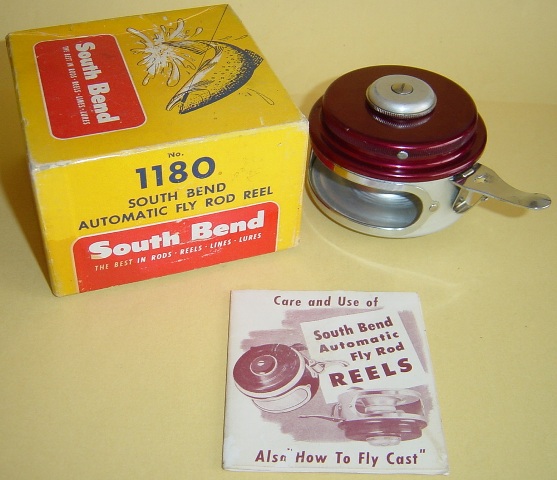 South Bend
THE BEST IN RODS · REELS · LINES · LURES
No.
1180
SOUTH BEND
AUTOMATIC FLY ROD REEL
South Bend
THE BEST IN RODS · REELS · LINES · LURES
Care and Use of
South Bend
Automatic
Fly Rod
REELS
Also "How To Fly Cast"